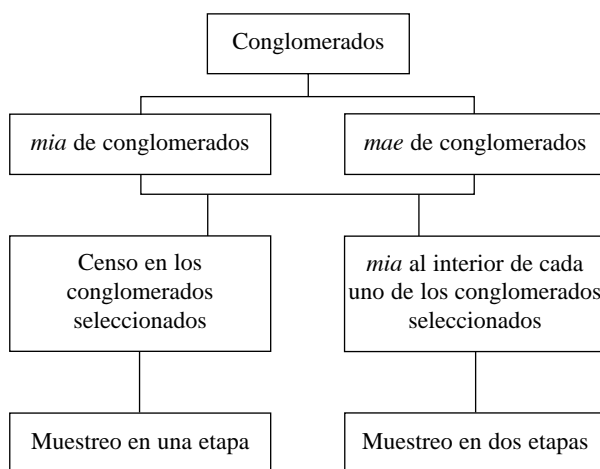 Conglomerados
mia de conglomerados
mae de conglomerados
Censo en los
conglomerados
seleccionados
mia al interior de cada
uno de los conglomerados
seleccionados
Muestreo en una etapa
Muestreo en dos etapas